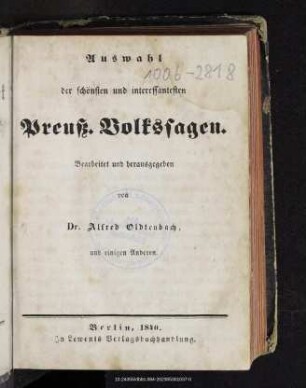 Auswahl
1006-2818
der schönsten und interessantesten
Preuß. Volkssagen.
Bearbeitet und herausgegeben
von
Dr. Alfred Oldtenbach,
und einigen Anderen.
Berlin, 1840.
In Lewents Verlagsbuchhandlung.